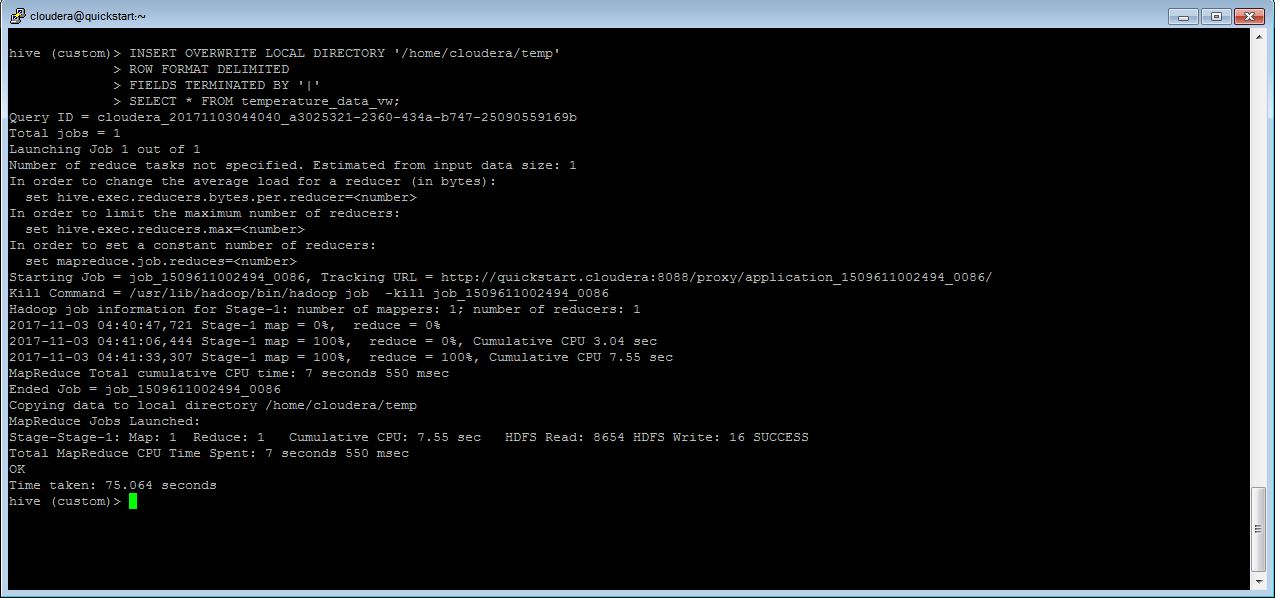 cloudera@quickstart:~
hive (custom)> INSERT OVERWRITE LOCAL DIRECTORY '/home/cloudera/temp'
> ROW FORMAT DELIMITED
> FIELDS TERMINATED BY '|'
> SELECT * FROM temperature_data_vw;
Query ID = cloudera_20171103044040_a3025321-2360-434a-b747-25090559169b
Total jobs = 1
Launching Job 1 out of 1
Number of reduce tasks not specified. Estimated from input data size: 1
In order to change the average load for a reducer (in bytes):
  set hive.exec.reducers.bytes.per.reducer=<number>
In order to limit the maximum number of reducers:
  set hive.exec.reducers.max=<number>
In order to set a constant number of reducers:
  set mapreduce.job.reduces=<number>
Starting Job = job_1509611002494_0086, Tracking URL = http://quickstart.cloudera:8088/proxy/application_1509611002494_0086/
Kill Command = /usr/lib/hadoop/bin/hadoop job  -kill job_1509611002494_0086
Hadoop job information for Stage-1: number of mappers: 1; number of reducers: 1
2017-11-03 04:40:47,721 Stage-1 map = 0%,  reduce = 0%
2017-11-03 04:41:06,444 Stage-1 map = 100%,  reduce = 0%, Cumulative CPU 3.04 sec
2017-11-03 04:41:33,307 Stage-1 map = 100%,  reduce = 100%, Cumulative CPU 7.55 sec
MapReduce Total cumulative CPU time: 7 seconds 550 msec
Ended Job = job_1509611002494_0086
Copying data to local directory /home/cloudera/temp
MapReduce Jobs Launched:
Stage-Stage-1: Map: 1  Reduce: 1   Cumulative CPU: 7.55 sec   HDFS Read: 8654 HDFS Write: 16 SUCCESS
Total MapReduce CPU Time Spent: 7 seconds 550 msec
OK
Time taken: 75.064 seconds
hive (custom)>